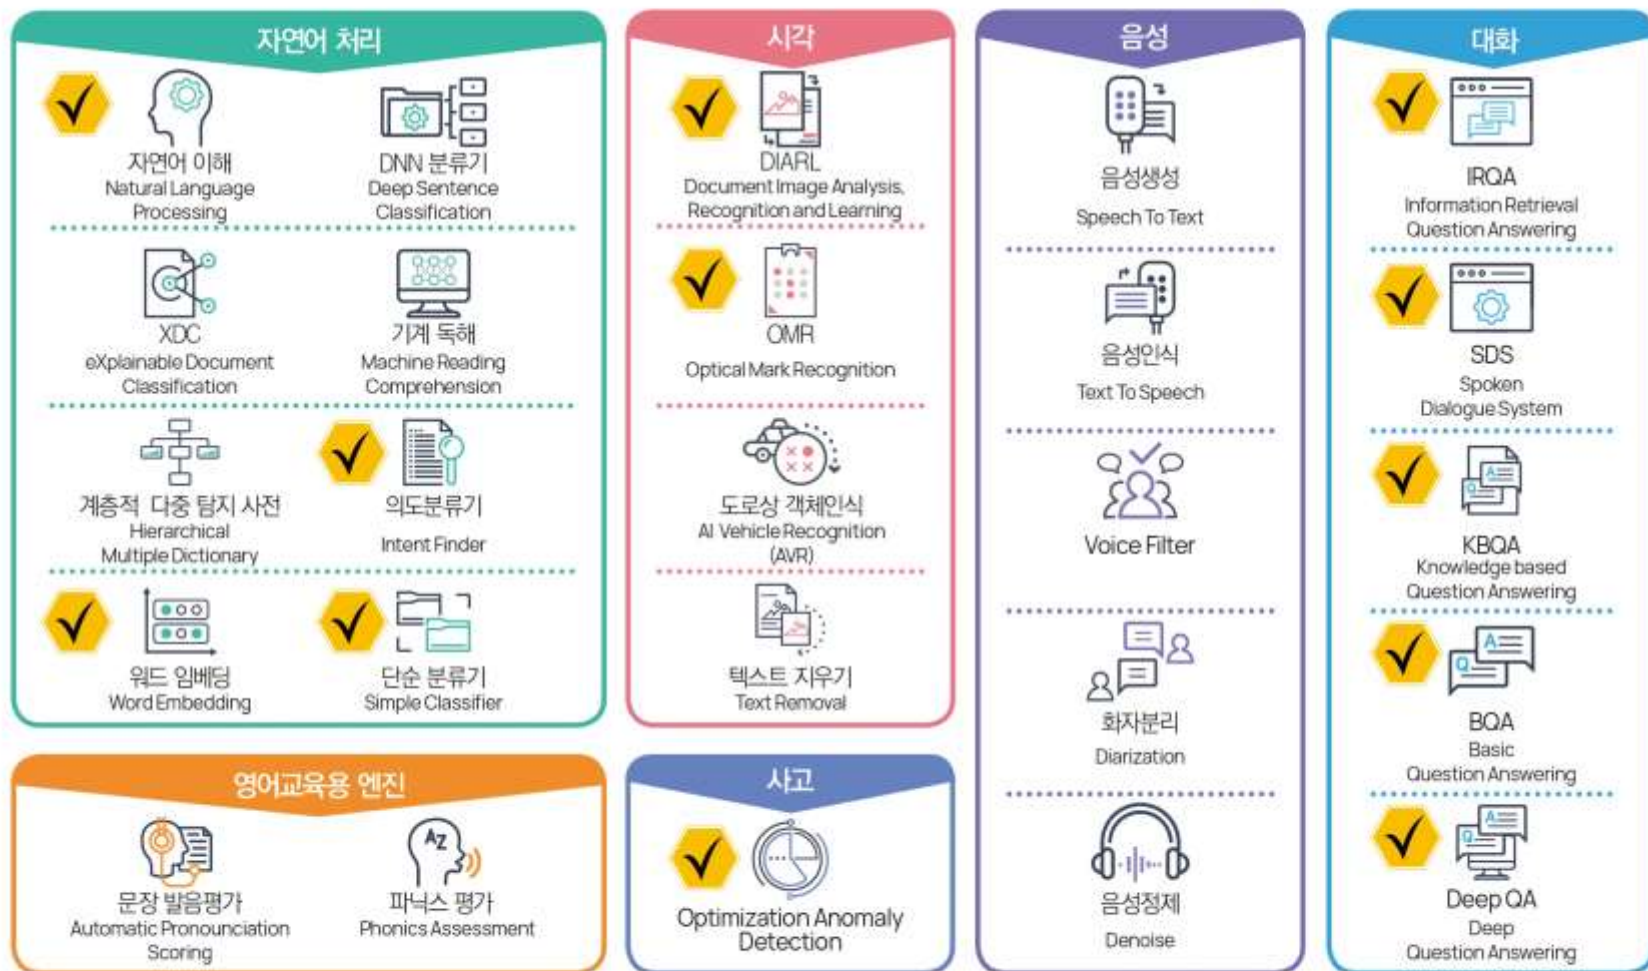 자연어 처리
자연어 이해
Natural Language
Processing
DNN 분류기
Deep Sentence
Classification
XDC
eXplainable Document
Classification
기계 독해
Machine Reading
Comprehension
계층적 다중 탐지 사전
Hierarchical
Multiple Dictionary
의도분류기
Intent Finder
워드 임베딩
Word Embedding
단순 분류기
Simple Classifier
시각
DIARL
Document Image Analysis,
Recognition and Learning
OMR
Optical Mark Recognition
도로상 객체인식
AI Vehicle Recognition
(AVR)
텍스트 지우기
Text Removal
음성
음성생성
Speech To Text
음성인식
Text To Speech
Voice Filter
화자분리
Diarization
음성정제
Denoise
대화
IRQA
Information Retrieval
Question Answering
SDS
Spoken
Dialogue System
A
Q
KBQA
Knowledge based
Question Answering
A
Q
BQA
Basic
Question Answering
A
Q
Deep QA
Deep
Question Answering
영어교육용 엔진
문장 발음평가
Automatic Pronounciation
Scoring
AZ
파닉스 평가
Phonics Assessment
사고
Optimization Anomaly
Detection